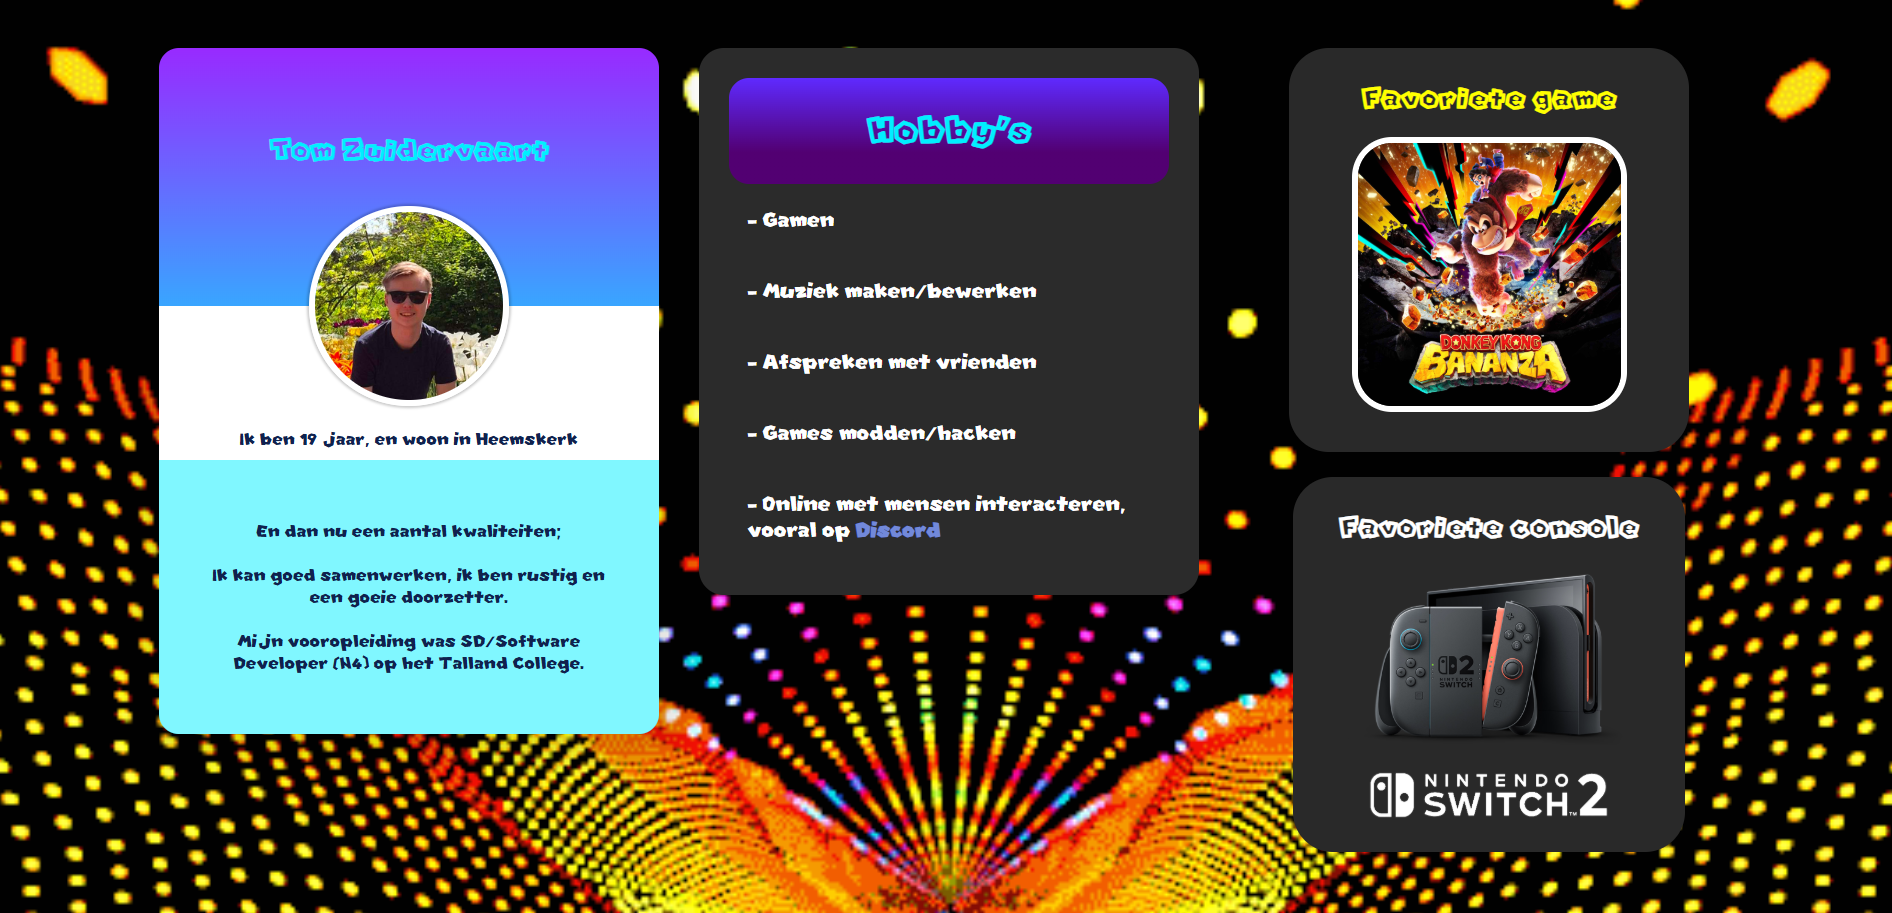 Tom Zuidervaart
Ik ben 19 jaar, en woon in Heemskerk
En dan nu een aantal kwaliteiten;
Ik kan goed samenwerken, ik ben rustig en
een goeie doorzetter.
Mijn vooropleiding was SD/Software
Developer (N4) op het Talland College.
Hobby's
- Gamen
- Muziek maken/bewerken
- Afspreken met vrienden
- Games modden/hacken
- Online met mensen interacteren,
vooral op Discord
Favoriete game
DONKEY KONG
BANANZA
Favoriete console
2
NINTENDO
SWITCH
NINTENDO
SWITCH™ 2